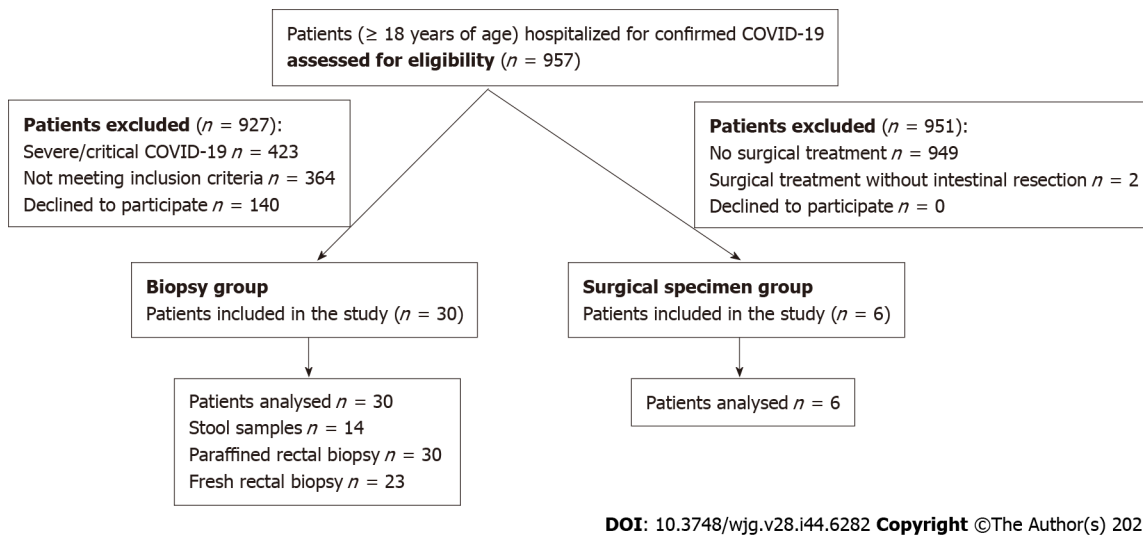 Patients (≥ 18 years of age) hospitalized for confirmed COVID-19
assessed for eligibility (n = 957)
Patients excluded (n = 927):
Severe/critical COVID-19 n = 423
Not meeting inclusion criteria n = 364
Declined to participate n = 140
Patients excluded (n = 951):
No surgical treatment n = 949
Surgical treatment without intestinal resection n = 2
Declined to participate n = 0
Biopsy group
Patients included in the study (n = 30)
Surgical specimen group
Patients included in the study (n = 6)
Patients analysed n = 30
Stool samples n = 14
Paraffined rectal biopsy n = 30
Fresh rectal biopsy n = 23
Patients analysed n = 6
DOI: 10.3748/wjg.v28.i44.6282 Copyright ©The Author(s) 202